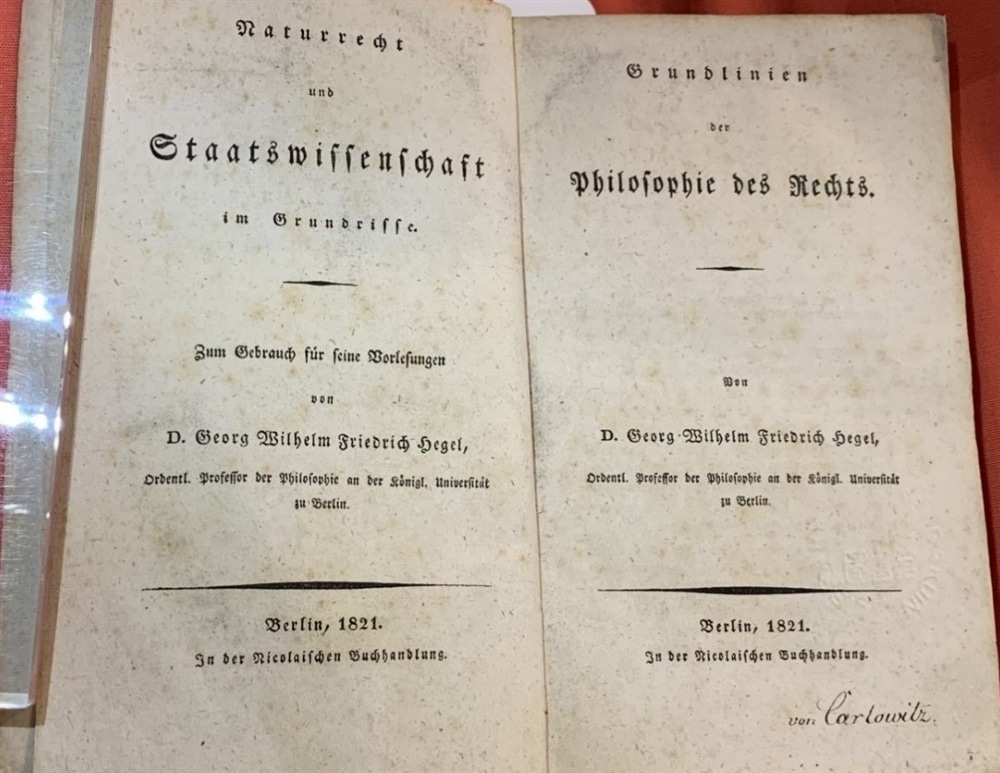 Naturrecht
und
Staatswissenschaft
im Grundrisse.
Zum Gebrauch für seine Vorlesungen
von
D. Georg Wilhelm Friedrich Hegel,
Ordentl. Professor der Philosophie an der Königl. Universität
zu Berlin.
Berlin, 1821.
In der Nicolaischen Buchhandlung.
Grundlinien
der
Philosophie des Rechts.
Von
D. Georg Wilhelm Friedrich Hegel,
Ordentl. Professor der Philosophie an der Königl. Universität
zu Berlin.
Berlin, 1821.
In der Nicolaischen Buchhandlung.
von Carlowitz.